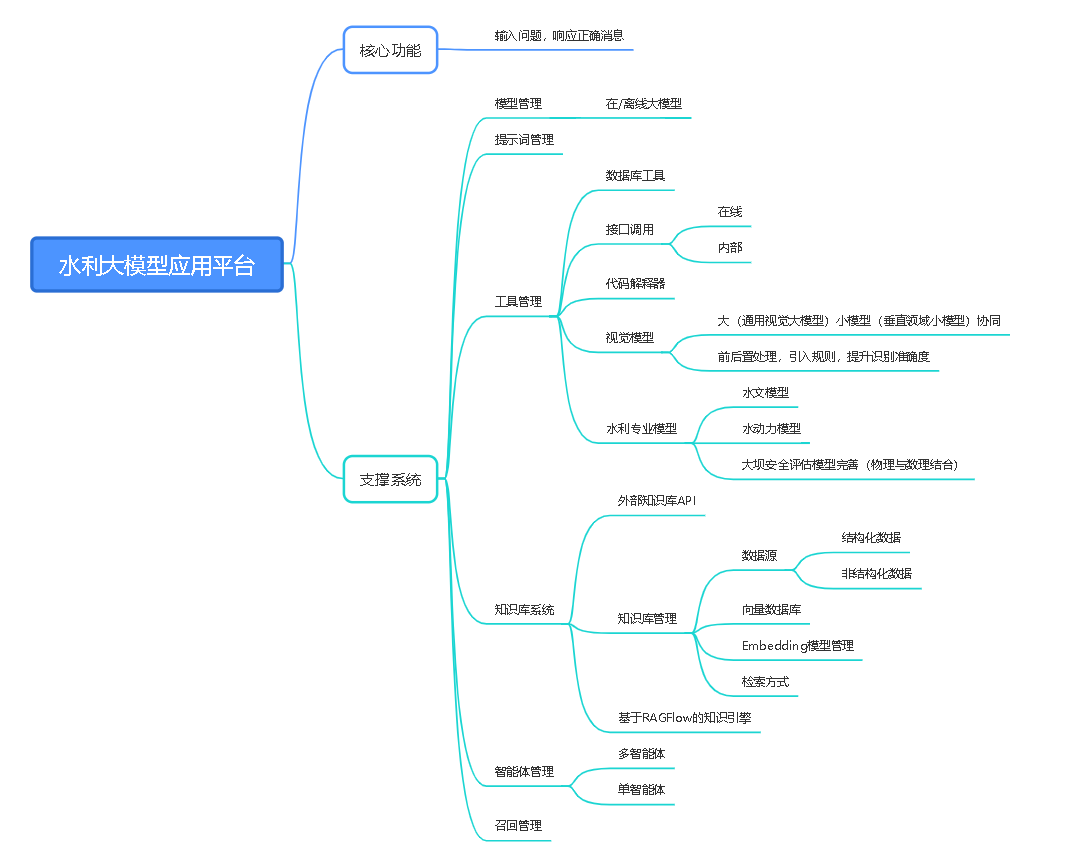 水利大模型应用平台
核心功能
输入问题，响应正确消息
支撑系统
模型管理
在/离线大模型
提示词管理
工具管理
数据库工具
接口调用
在线
内部
代码解释器
视觉模型
大（通用视觉大模型）小模型（垂直领域小模型）协同
前后置处理，引入规则，提升识别准确度
水利专业模型
水文模型
水动力模型
大坝安全评估模型完善（物理与数理结合）
知识库系统
外部知识库API
知识库管理
数据源
结构化数据
非结构化数据
向量数据库
Embedding模型管理
检索方式
基于RAGFlow的知识引擎
智能体管理
多智能体
单智能体
召回管理